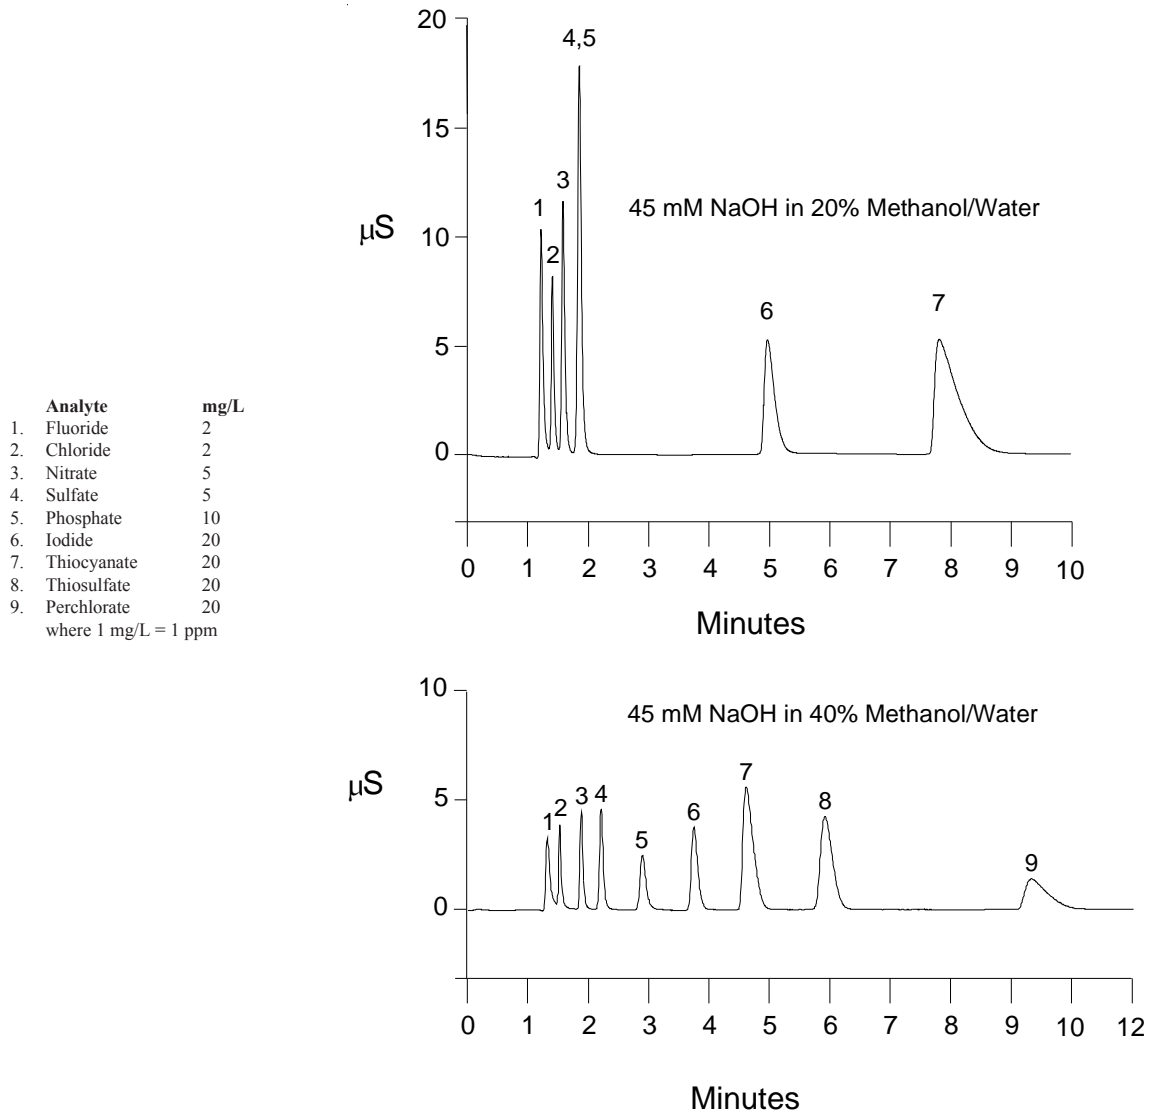 Analyte mg/L
1. Fluoride 2
2. Chloride 2
3. Nitrate 5
4. Sulfate 5
5. Phosphate 10
6. Iodide 20
7. Thiocyanate 20
8. Thiosulfate 20
9. Perchlorate 20
where 1 mg/L = 1 ppm
45 mM NaOH in 20% Methanol/Water
μS
20
15
10
5
0
1
2
3
4,5
6
7
0 1 2 3 4 5 6 7 8 9 10
Minutes
45 mM NaOH in 40% Methanol/Water
μS
10
5
0
1
2
3
4
5
6
7
8
9
0 1 2 3 4 5 6 7 8 9 10 12
Minutes